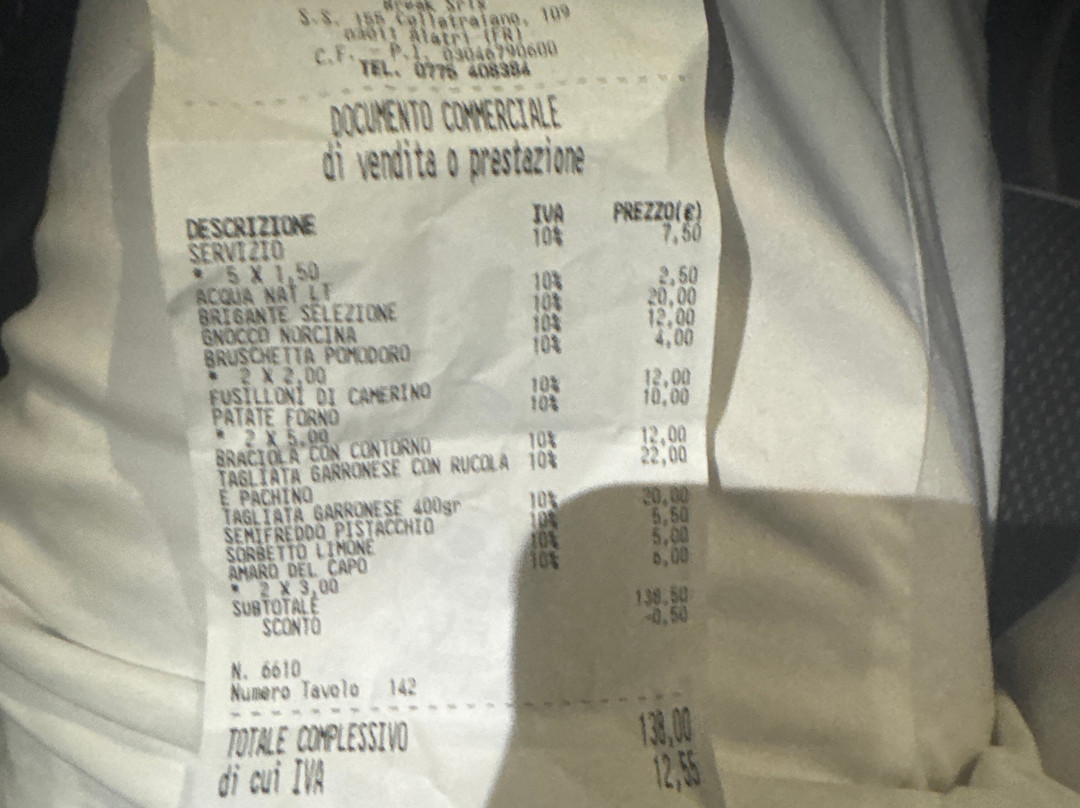 Break Srls
S.S. 155 Collatraiano, 109
03011 Alatri (FR)
C.F. - P.I. 03046790600
TEL. 0775 408384
DOCUMENTO COMMERCIALE
di vendita o prestazione
DESCRIZIONE IVA PREZZO(€)
SERVIZIO 10% 7,50
* 5 X 1,50
ACQUA NAT LT 10% 2,50
BRIGANTE SELEZIONE 10% 20,00
GNOCCO NORCINA 10% 12,00
BRUSCHETTA POMODORO 10% 4,00
* 2 X 2,00
FUSILLONI DI CAMERINO 10% 12,00
PATATE FORNO 10% 10,00
* 2 X 5,00
BRACIOLA CON CONTORNO 10% 12,00
TAGLIATA GARRONESE CON RUCOLA 10% 22,00
E PACHINO
TAGLIATA GARRONESE 400gr 10% 20,00
SEMIFREDDO PISTACCHIO 10% 5,50
SORBETTO LIMONE 10% 5,00
AMARO DEL CAPO 10% 6,00
* 2 X 3,00
SUBTOTALE 138,50
SCONTO -0,50
N. 6610
Numero Tavolo 142
TOTALE COMPLESSIVO 138,00
di cui IVA 12,55